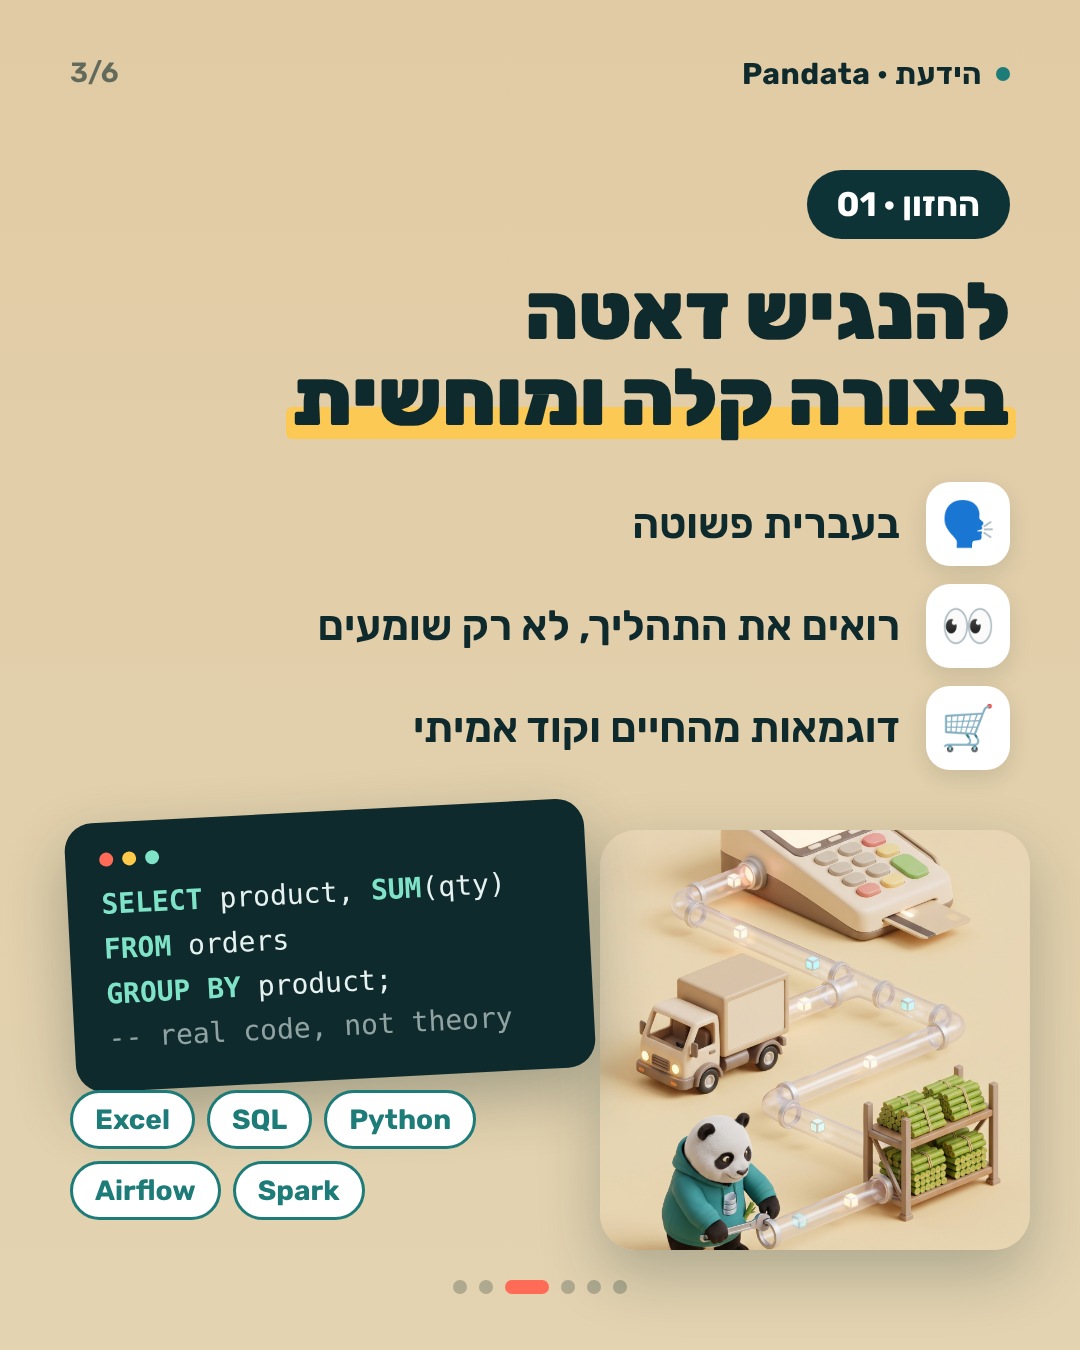 הידעת • Pandata
3/6
החזון • 01
להנגיש דאטה
בצורה קלה ומוחשית
בעברית פשוטה
רואים את התהליך, לא רק שומעים
דוגמאות מהחיים וקוד אמיתי
SELECT product, SUM(qty)
FROM orders
GROUP BY product;
-- real code, not theory
Excel SQL Python
Airflow Spark